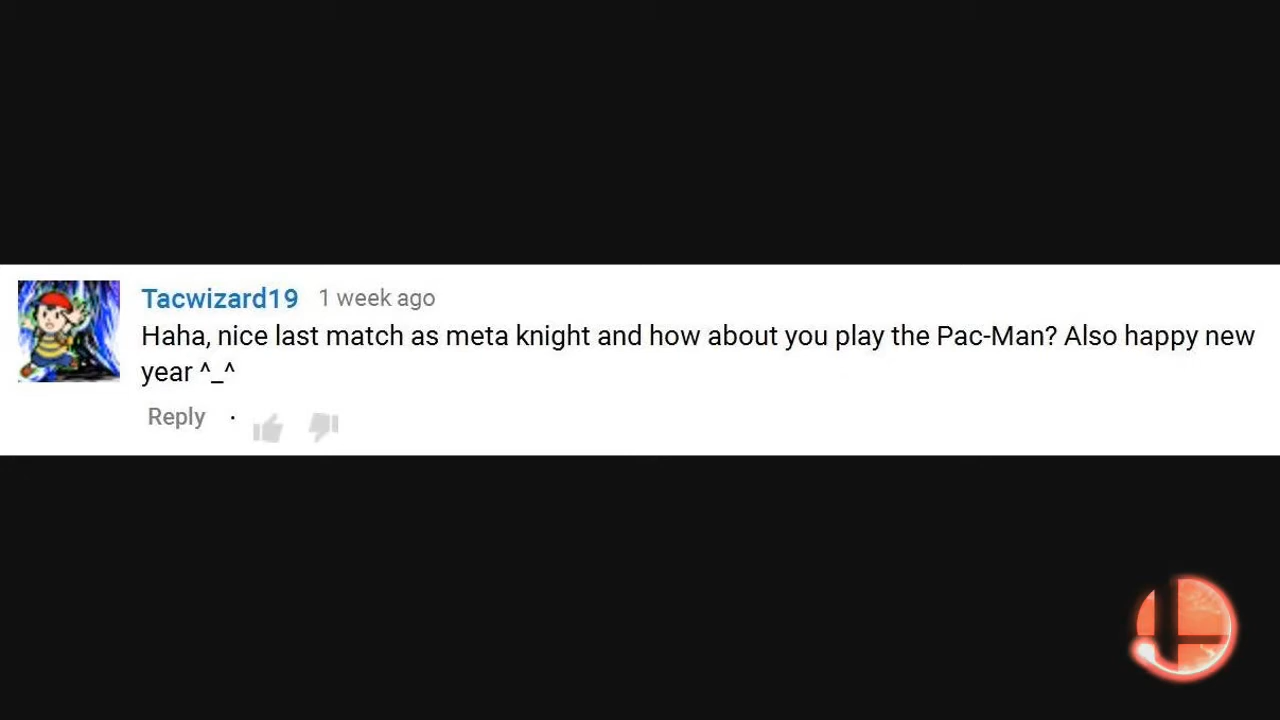 Tacwizard19 1 week ago
Haha, nice last match as meta knight and how about you play the Pac-Man? Also happy new
year ^_^
Reply ·